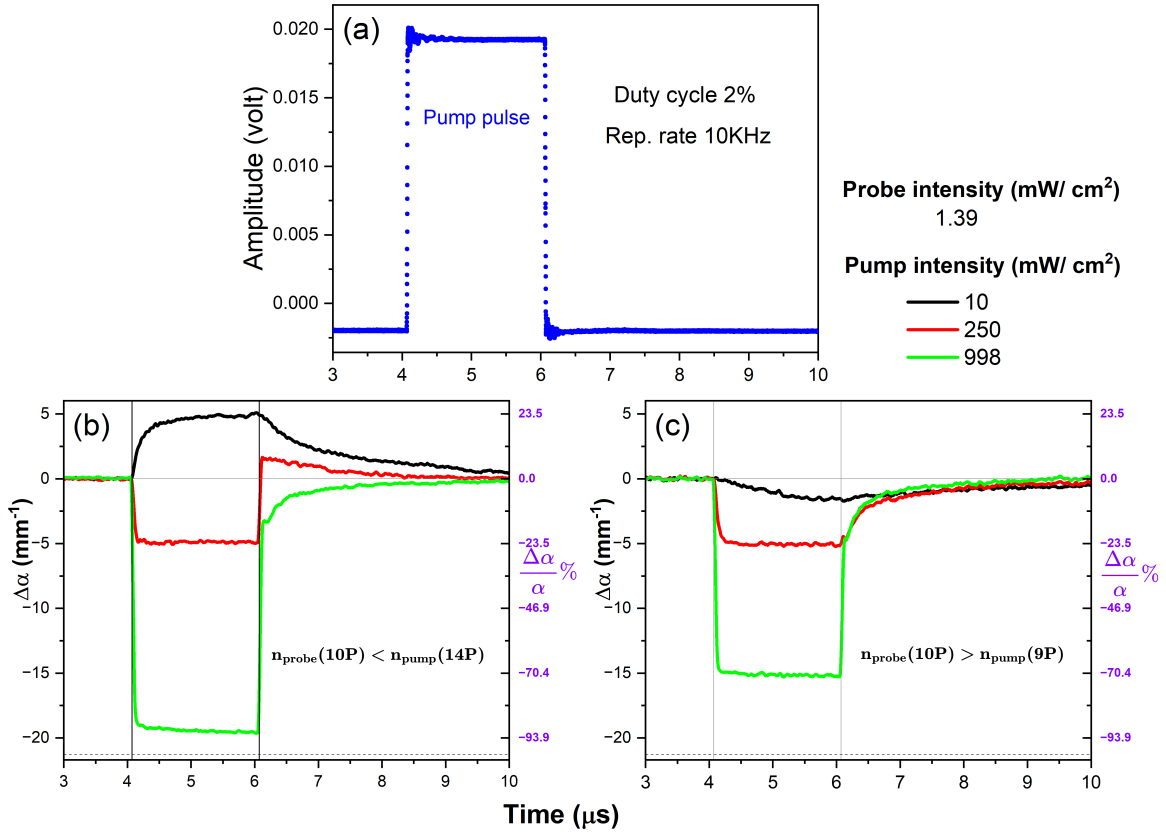 (a)
0.020
0.015
0.010
0.005
0.000
Amplitude (volt)
Pump pulse
Duty cycle 2%
Rep. rate 10KHz
3 4 5 6 7 8 9 10
Probe intensity (mW/ cm²)
1.39
Pump intensity (mW/ cm²)
10
250
998
(b)
5
0
−5
−10
−15
−20
Δα (mm⁻¹)
23.5
0.0
−23.5
−46.9
−70.4
−93.9
Δα/α %
n_probe(10P) < n_pump(14P)
3 4 5 6 7 8 9 10
(c)
5
0
−5
−10
−15
−20
Δα (mm⁻¹)
23.5
0.0
−23.5
−46.9
−70.4
−93.9
Δα/α %
n_probe(10P) > n_pump(9P)
3 4 5 6 7 8 9 10
Time (μs)